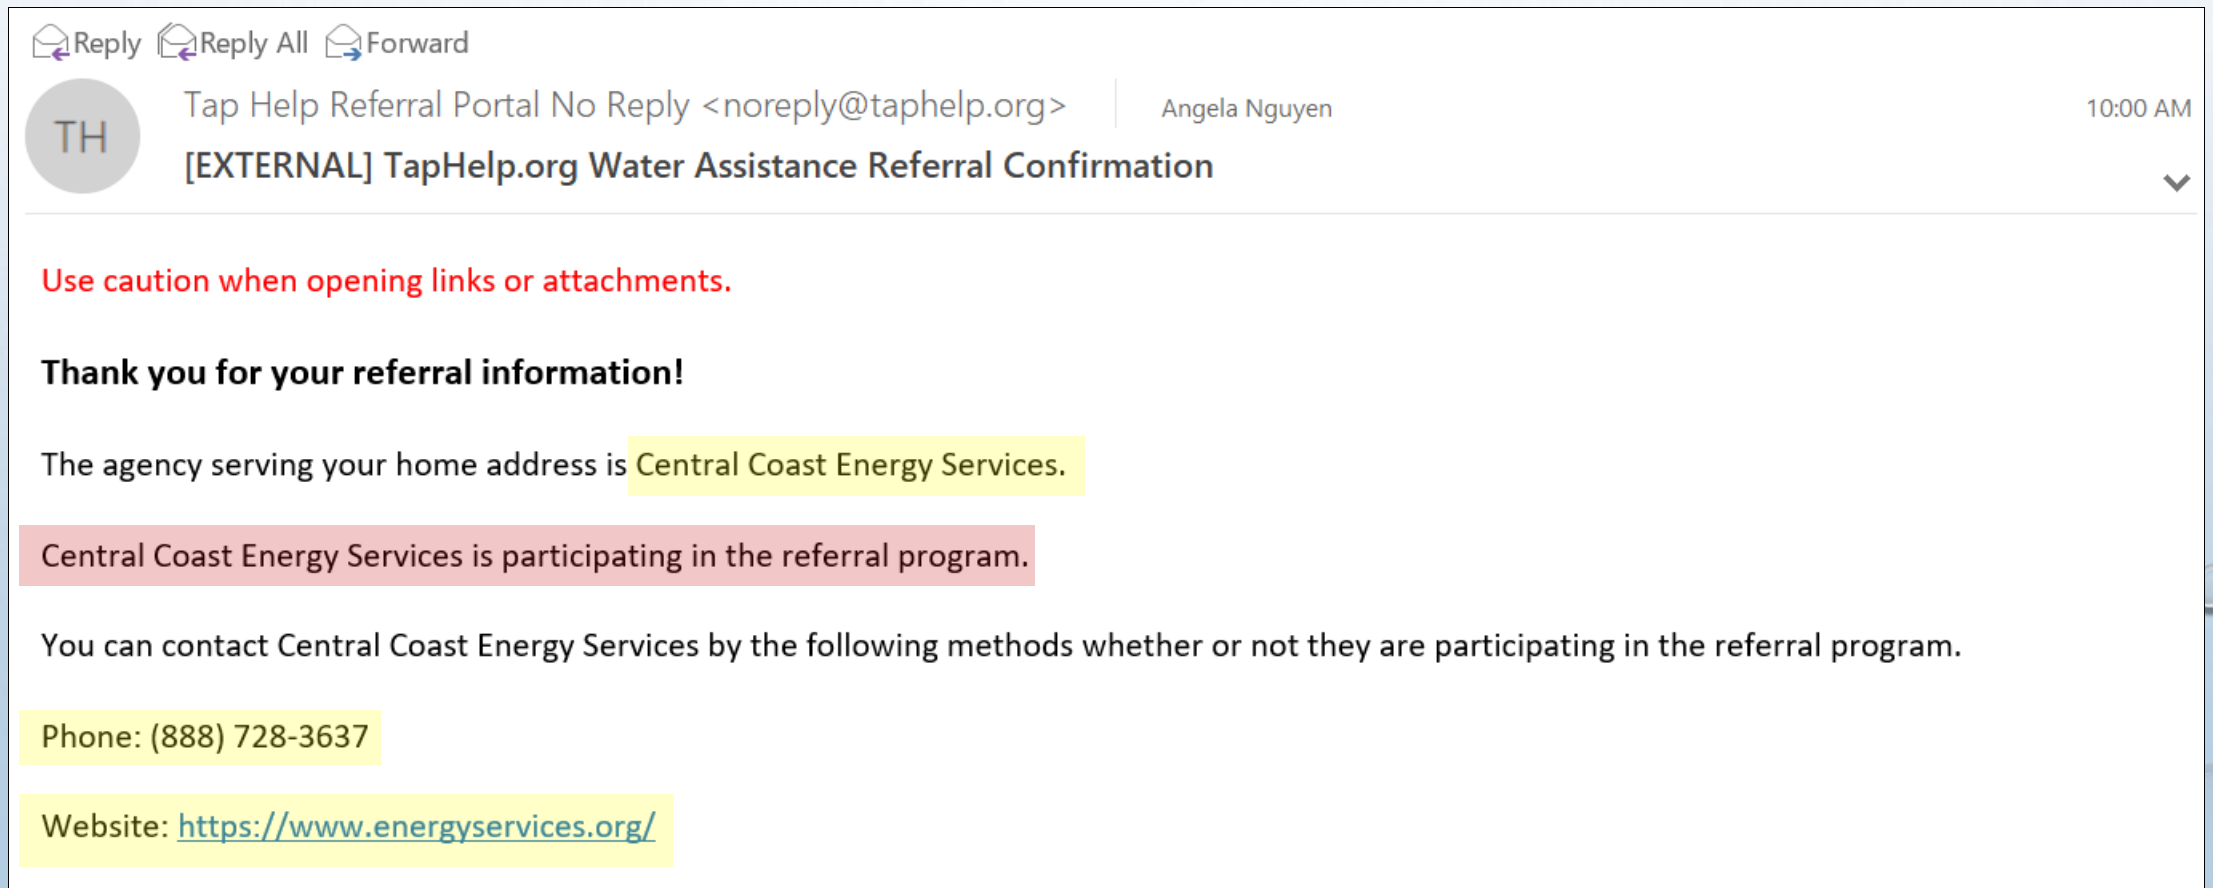 Reply Reply All Forward
TH
Tap Help Referral Portal No Reply <noreply@taphelp.org> Angela Nguyen 10:00 AM
[EXTERNAL] TapHelp.org Water Assistance Referral Confirmation
Use caution when opening links or attachments.
Thank you for your referral information!
The agency serving your home address is Central Coast Energy Services.
Central Coast Energy Services is participating in the referral program.
You can contact Central Coast Energy Services by the following methods whether or not they are participating in the referral program.
Phone: (888) 728-3637
Website: https://www.energyservices.org/